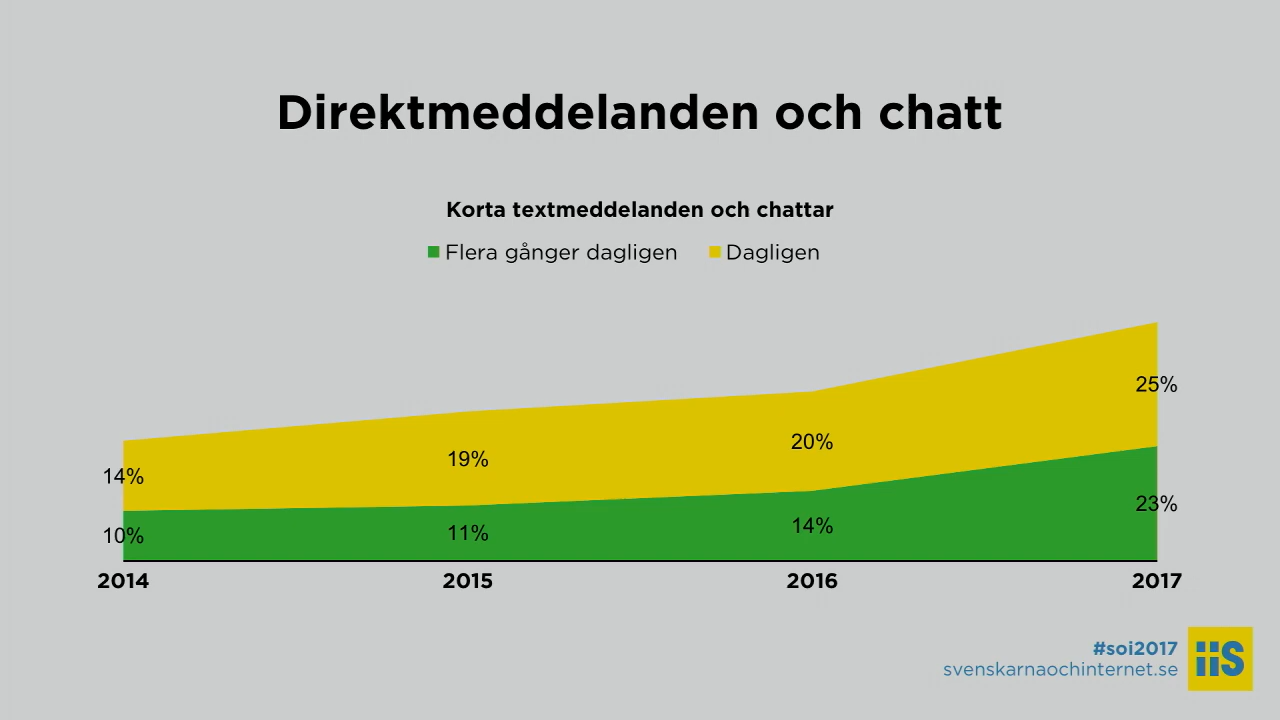 Direktmeddelanden och chatt
Korta textmeddelanden och chattar
Flera gånger dagligen Dagligen
25%
20%
19%
14%
23%
14%
11%
10%
2014 2015 2016 2017
#soi2017
svenskarnaochinternet.se
iis